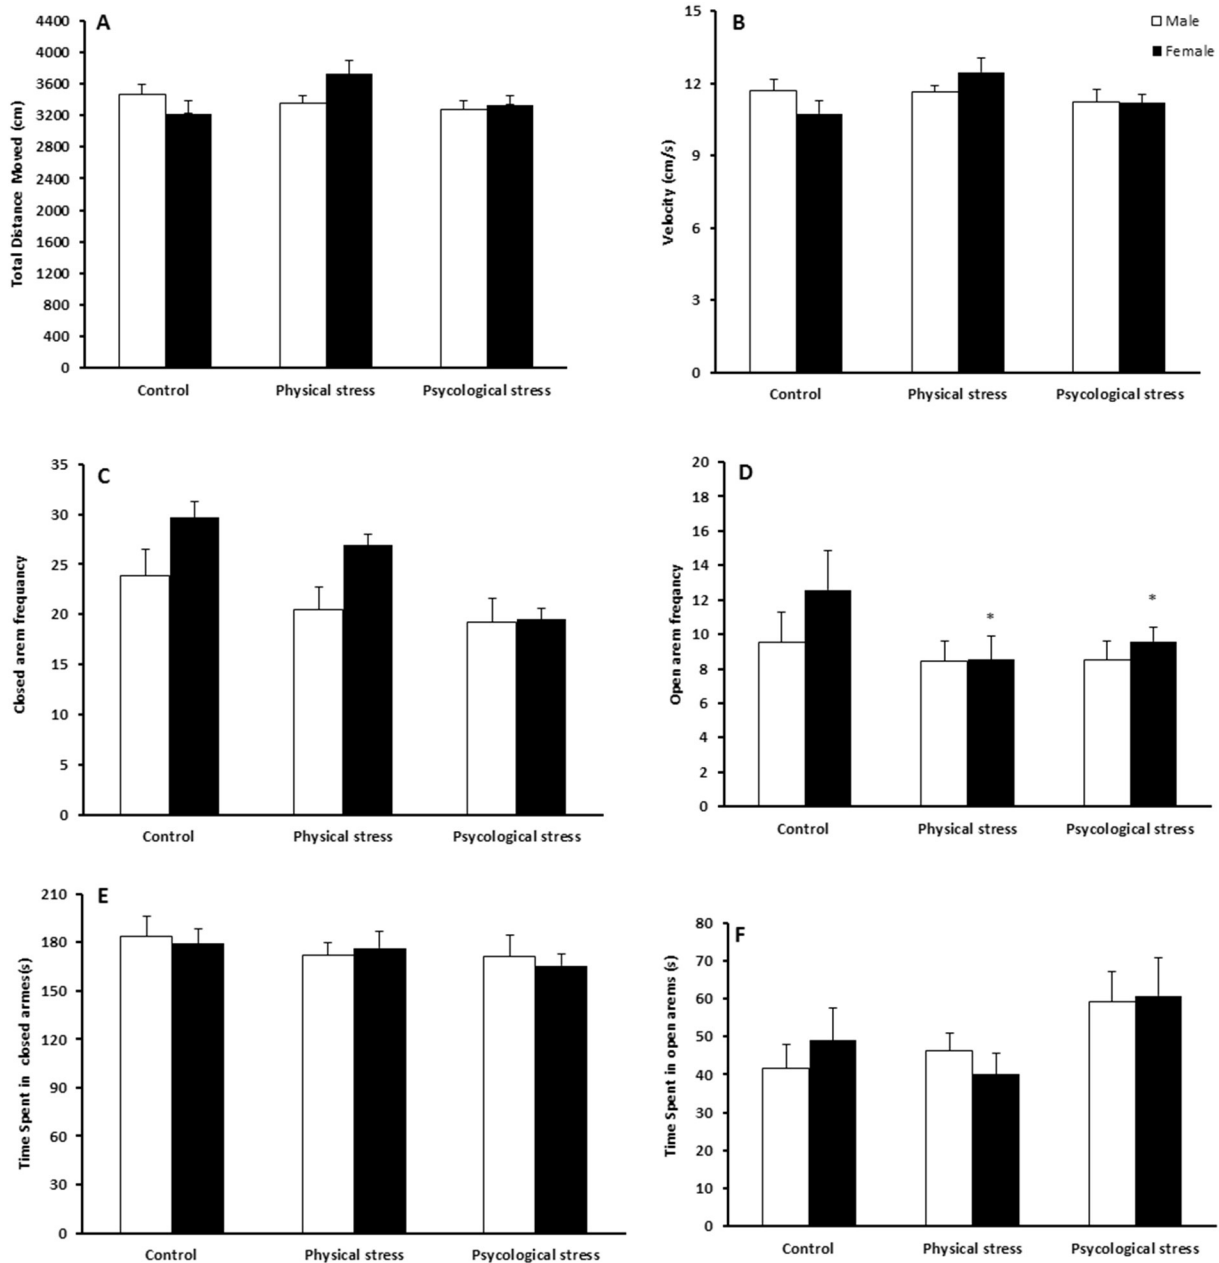 A
Total Distance Moved (cm)
4400
4000
3600
3200
2800
2400
2000
1600
1200
800
400
0
Control
Physical stress
Psycological stress
B
Male
Female
Velocity (cm/s)
15
12
9
6
3
0
Control
Physical stress
Psycological stress
C
Closed arem frequancy
35
30
25
20
15
10
5
0
Control
Physical stress
Psycological stress
D
Open arem freqancy
20
18
16
14
12
10
8
6
4
2
0
*
*
Control
Physical stress
Psycological stress
E
Time Spent in closed armes(s)
210
180
150
120
90
60
30
0
Control
Physical stress
Psycological stress
F
Time Spent in open arems (s)
80
70
60
50
40
30
20
10
0
Control
Physical stress
Psycological stress